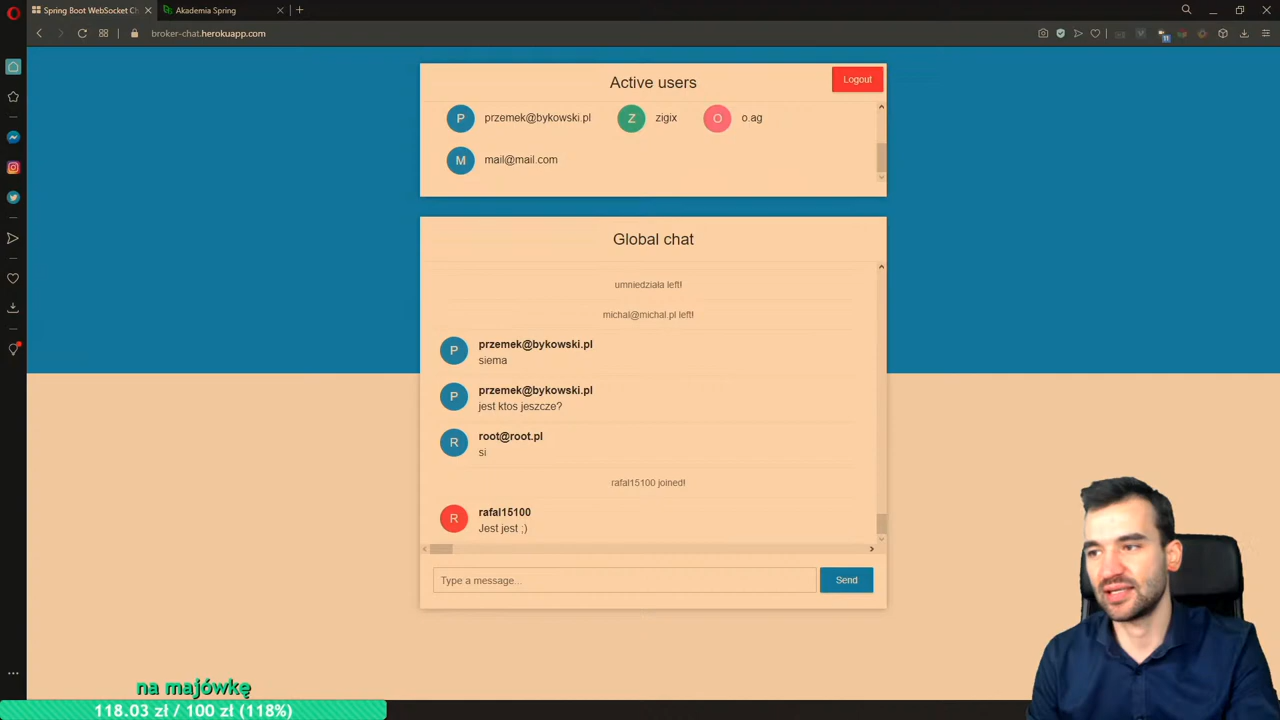 Spring Boot WebSocket Ch
Akademia Spring
broker-chat.herokuapp.com
11
Active users
Logout
P przemek@bykowski.pl
Z zigix
O o.ag
M mail@mail.com
Global chat
umniedziała left!
michal@michal.pl left!
P przemek@bykowski.pl
siema
P przemek@bykowski.pl
jest ktos jeszcze?
R root@root.pl
si
rafal15100 joined!
R rafal15100
Jest jest ;)
Type a message...
Send
na majówkę
118.03 zł / 100 zł (118%)